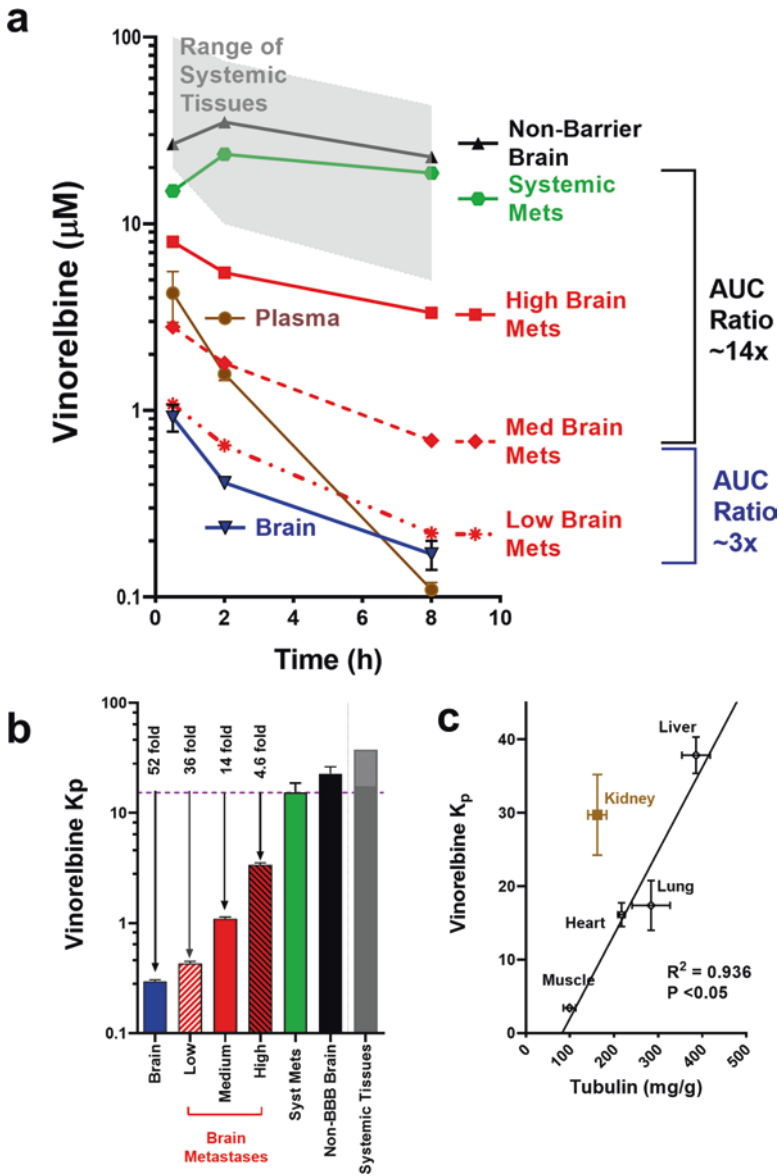 a
100
10
1
0.1
Vinorelbine (μM)
Range of
Systemic
Tissues
Plasma
Brain
0
2
4
6
8
10
Time (h)
Non-Barrier
Brain
Systemic
Mets
High Brain
Mets
Med Brain
Mets
Low Brain
Mets
AUC
Ratio
~14x
AUC
Ratio
~3x
b
100
10
1
0.1
Vinorelbine Kp
52 fold
36 fold
14 fold
4.6 fold
Brain
Low
Medium
High
Syst Mets
Non-BBB Brain
Systemic Tissues
Brain
Metastases
c
40
30
20
10
0
Vinorelbine Kp
Liver
Kidney
Lung
Heart
Muscle
R² = 0.936
P <0.05
0
100
200
300
400
500
Tubulin (mg/g)